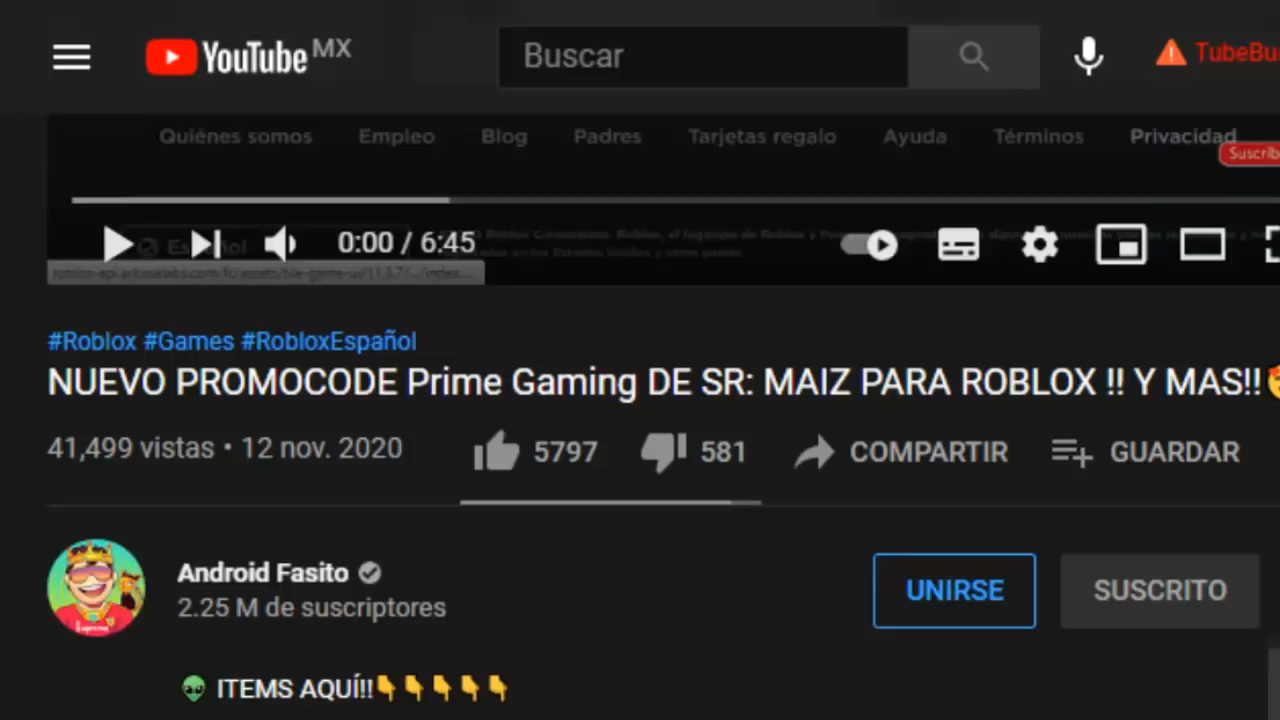 YouTube MX
Buscar
Quiénes somos Empleo Blog Padres Tarjetas regalo Ayuda Términos Privacidad
0:00 / 6:45
Español
#Roblox #Games #RobloxEspañol
NUEVO PROMOCODE Prime Gaming DE SR: MAIZ PARA ROBLOX !! Y MAS!!
41,499 vistas • 12 nov. 2020 5797 581 COMPARTIR GUARDAR
Android Fasito
2.25 M de suscriptores
UNIRSE SUSCRITO
Supreme
👽 ITEMS AQUÍ!!👇👇👇👇👇